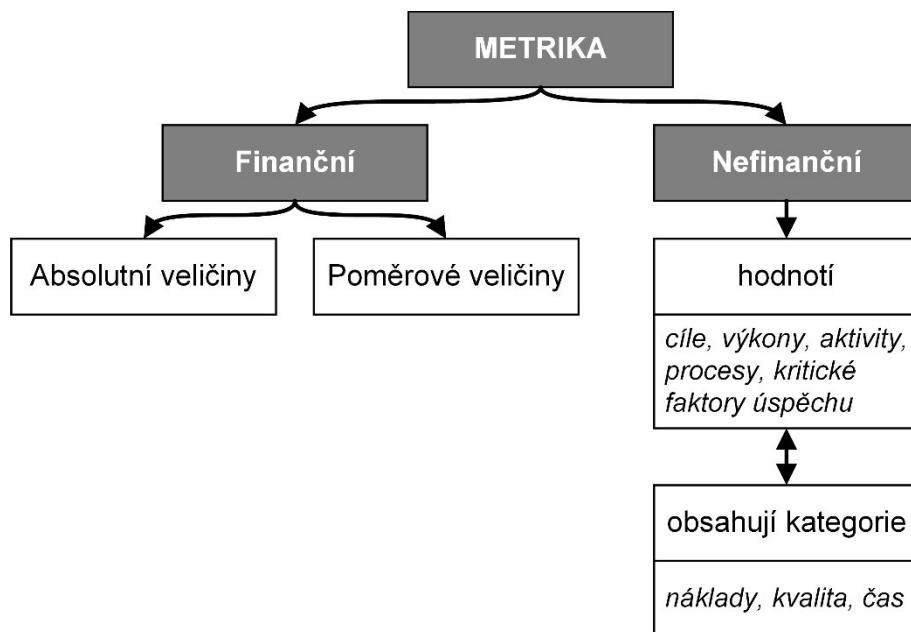 METRIKA
Finanční
Nefinanční
Absolutní veličiny
Poměrové veličiny
hodnotí
cíle, výkony, aktivity,
procesy, kritické
faktory úspěchu
obsahují kategorie
náklady, kvalita, čas